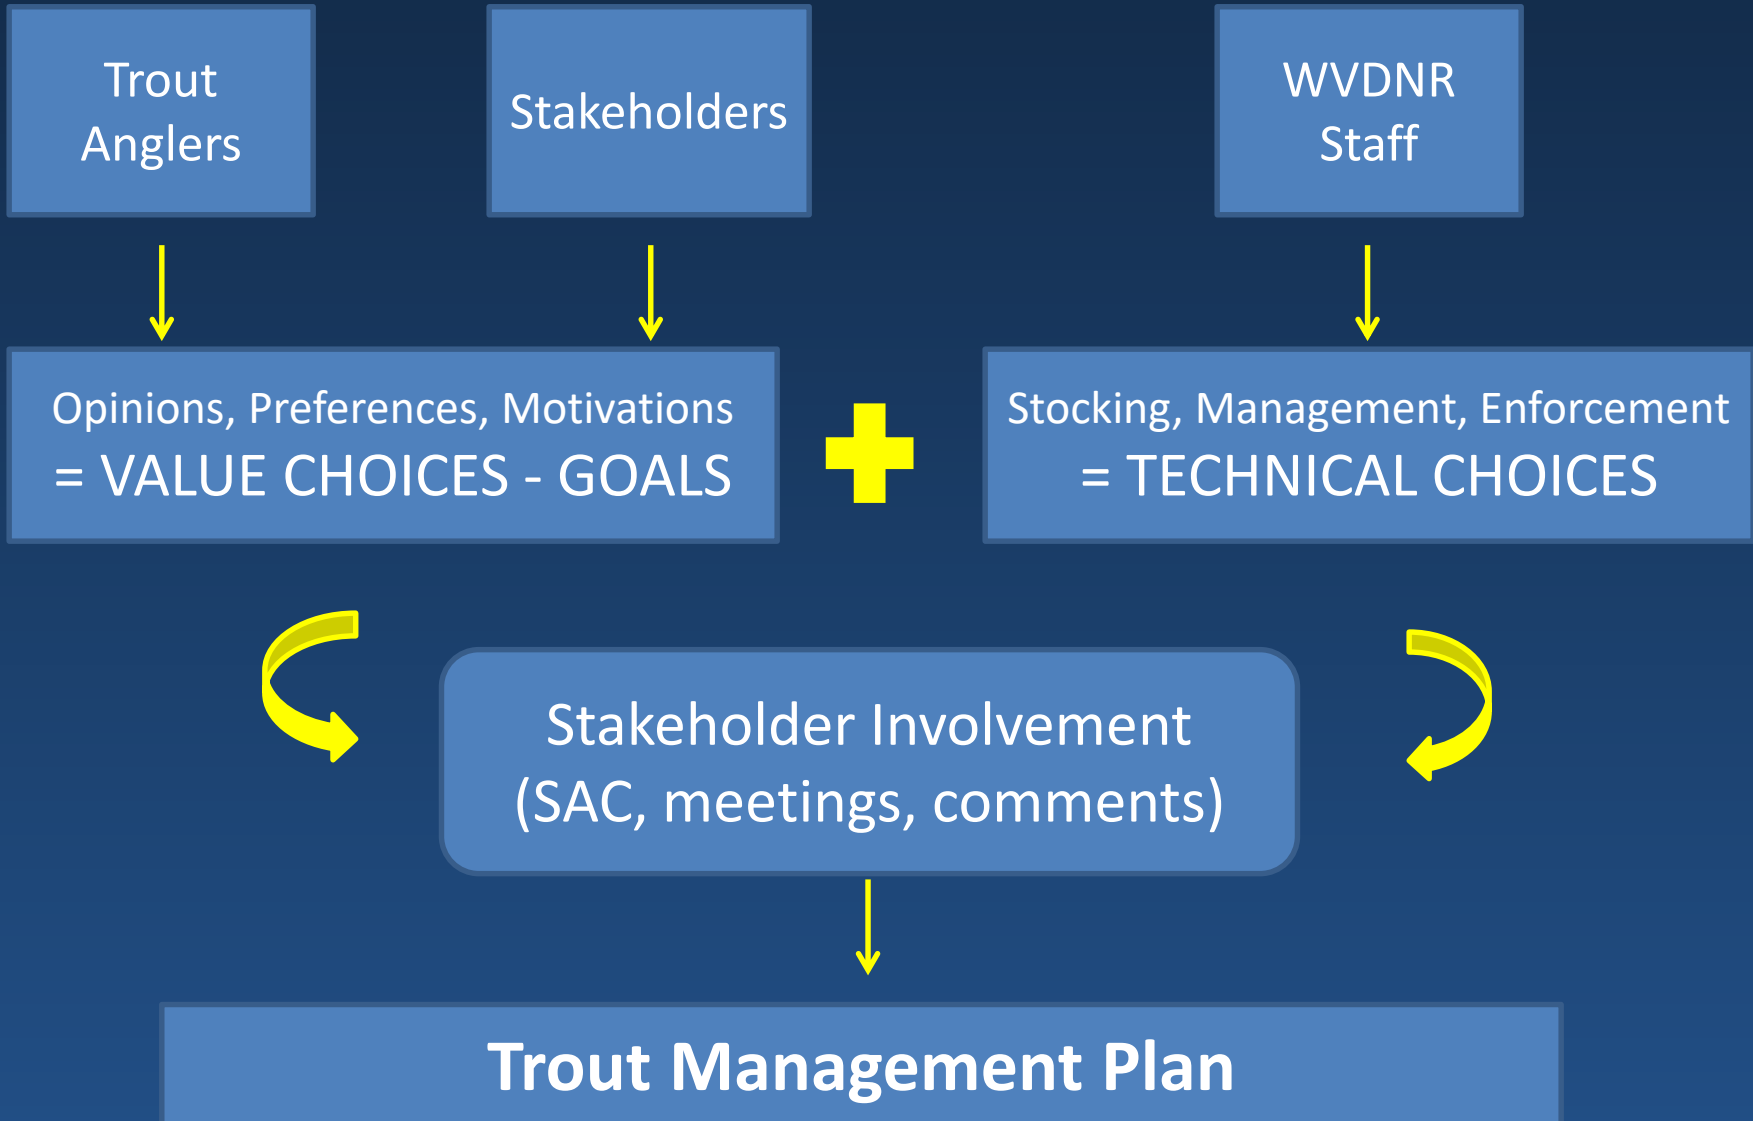 Trout
Anglers
Stakeholders
WVDNR
Staff
Opinions, Preferences, Motivations
= VALUE CHOICES - GOALS
Stocking, Management, Enforcement
= TECHNICAL CHOICES
Stakeholder Involvement
(SAC, meetings, comments)
Trout Management Plan